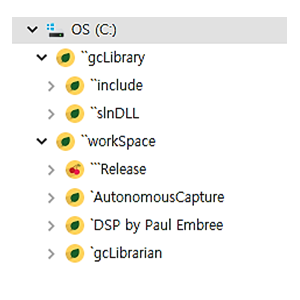 OS (C:)
``gcLibrary
``include
``slnDLL
``workSpace
```Release
`AutonomousCapture
`DSP by Paul Embree
`gcLibrarian